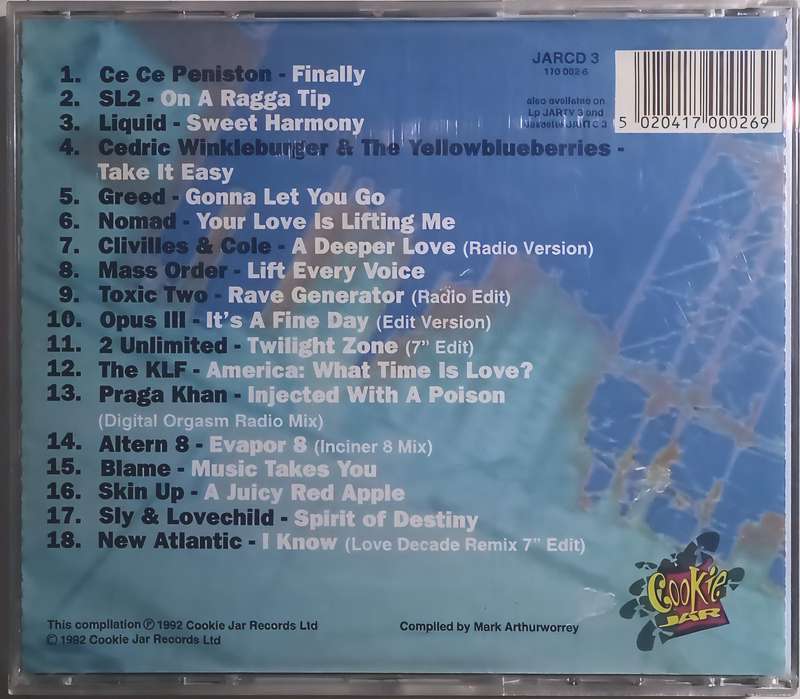 JARCD 3
110 002 6
also available on
Lp JARTV 3 and
cassette JARTC 3
5 020417 000269
1. Ce Ce Peniston - Finally
2. SL2 - On A Ragga Tip
3. Liquid - Sweet Harmony
4. Cedric Winkleburger & The Yellowblueberries -
Take It Easy
5. Greed - Gonna Let You Go
6. Nomad - Your Love Is Lifting Me
7. Clivilles & Cole - A Deeper Love (Radio Version)
8. Mass Order - Lift Every Voice
9. Toxic Two - Rave Generator (Radio Edit)
10. Opus III - It's A Fine Day (Edit Version)
11. 2 Unlimited - Twilight Zone (7" Edit)
12. The KLF - America: What Time Is Love?
13. Praga Khan - Injected With A Poison
(Digital Orgasm Radio Mix)
14. Altern 8 - Evapor 8 (Inciner 8 Mix)
15. Blame - Music Takes You
16. Skin Up - A Juicy Red Apple
17. Sly & Lovechild - Spirit of Destiny
18. New Atlantic - I Know (Love Decade Remix 7" Edit)
COOKIE
JAR
This compilation ℗ 1992 Cookie Jar Records Ltd
© 1992 Cookie Jar Records Ltd
Compiled by Mark Arthurworrey